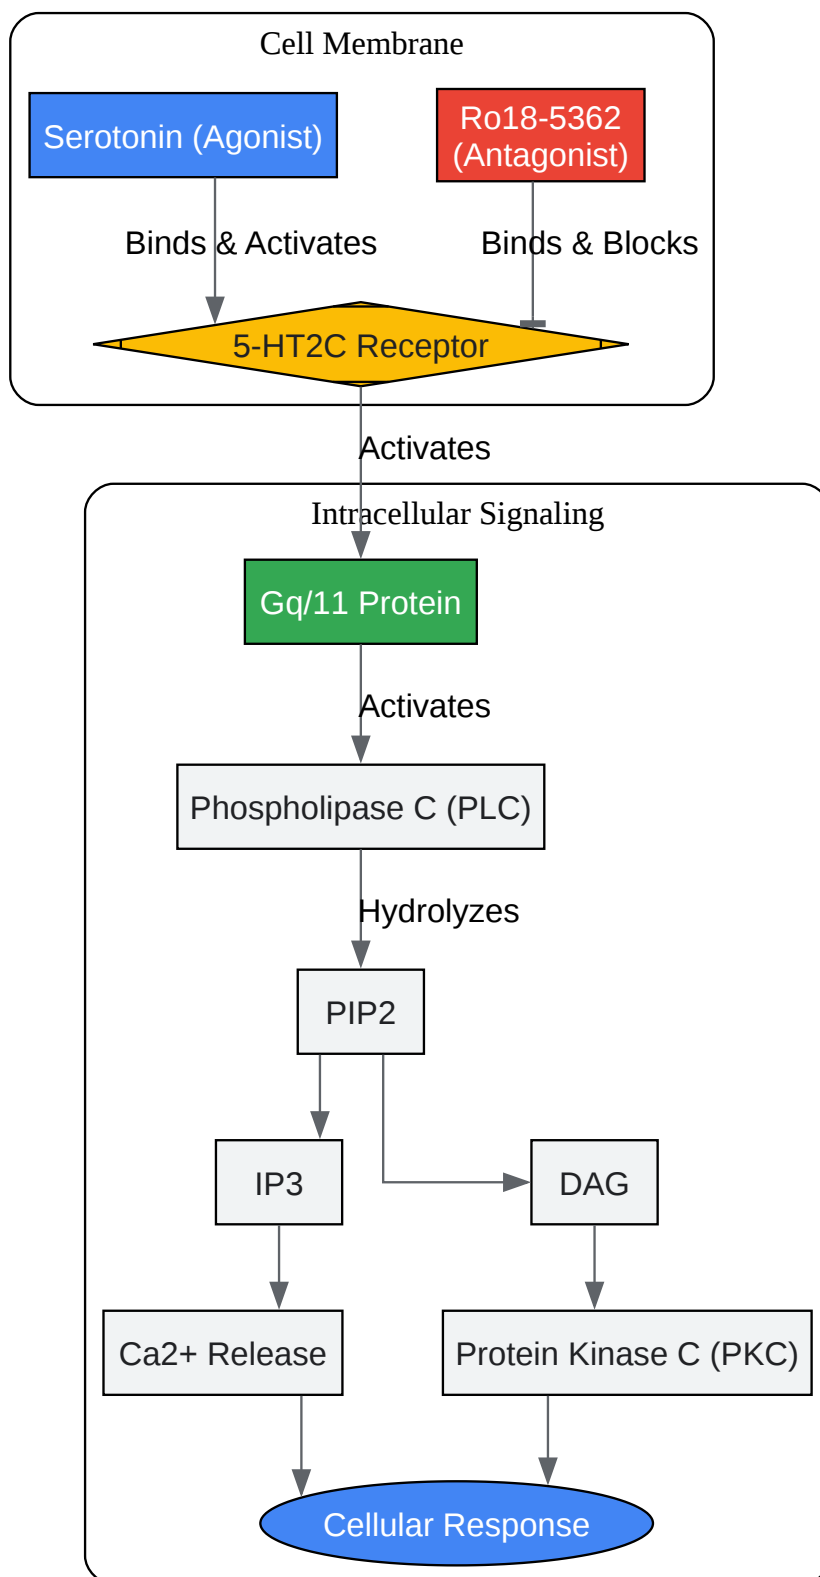 Cell Membrane
Serotonin (Agonist)
Ro18-5362
(Antagonist)
Binds & Activates
Binds & Blocks
5-HT2C Receptor
Activates
Intracellular Signaling
Gq/11 Protein
Activates
Phospholipase C (PLC)
Hydrolyzes
PIP2
IP3
DAG
Ca2+ Release
Protein Kinase C (PKC)
Cellular Response